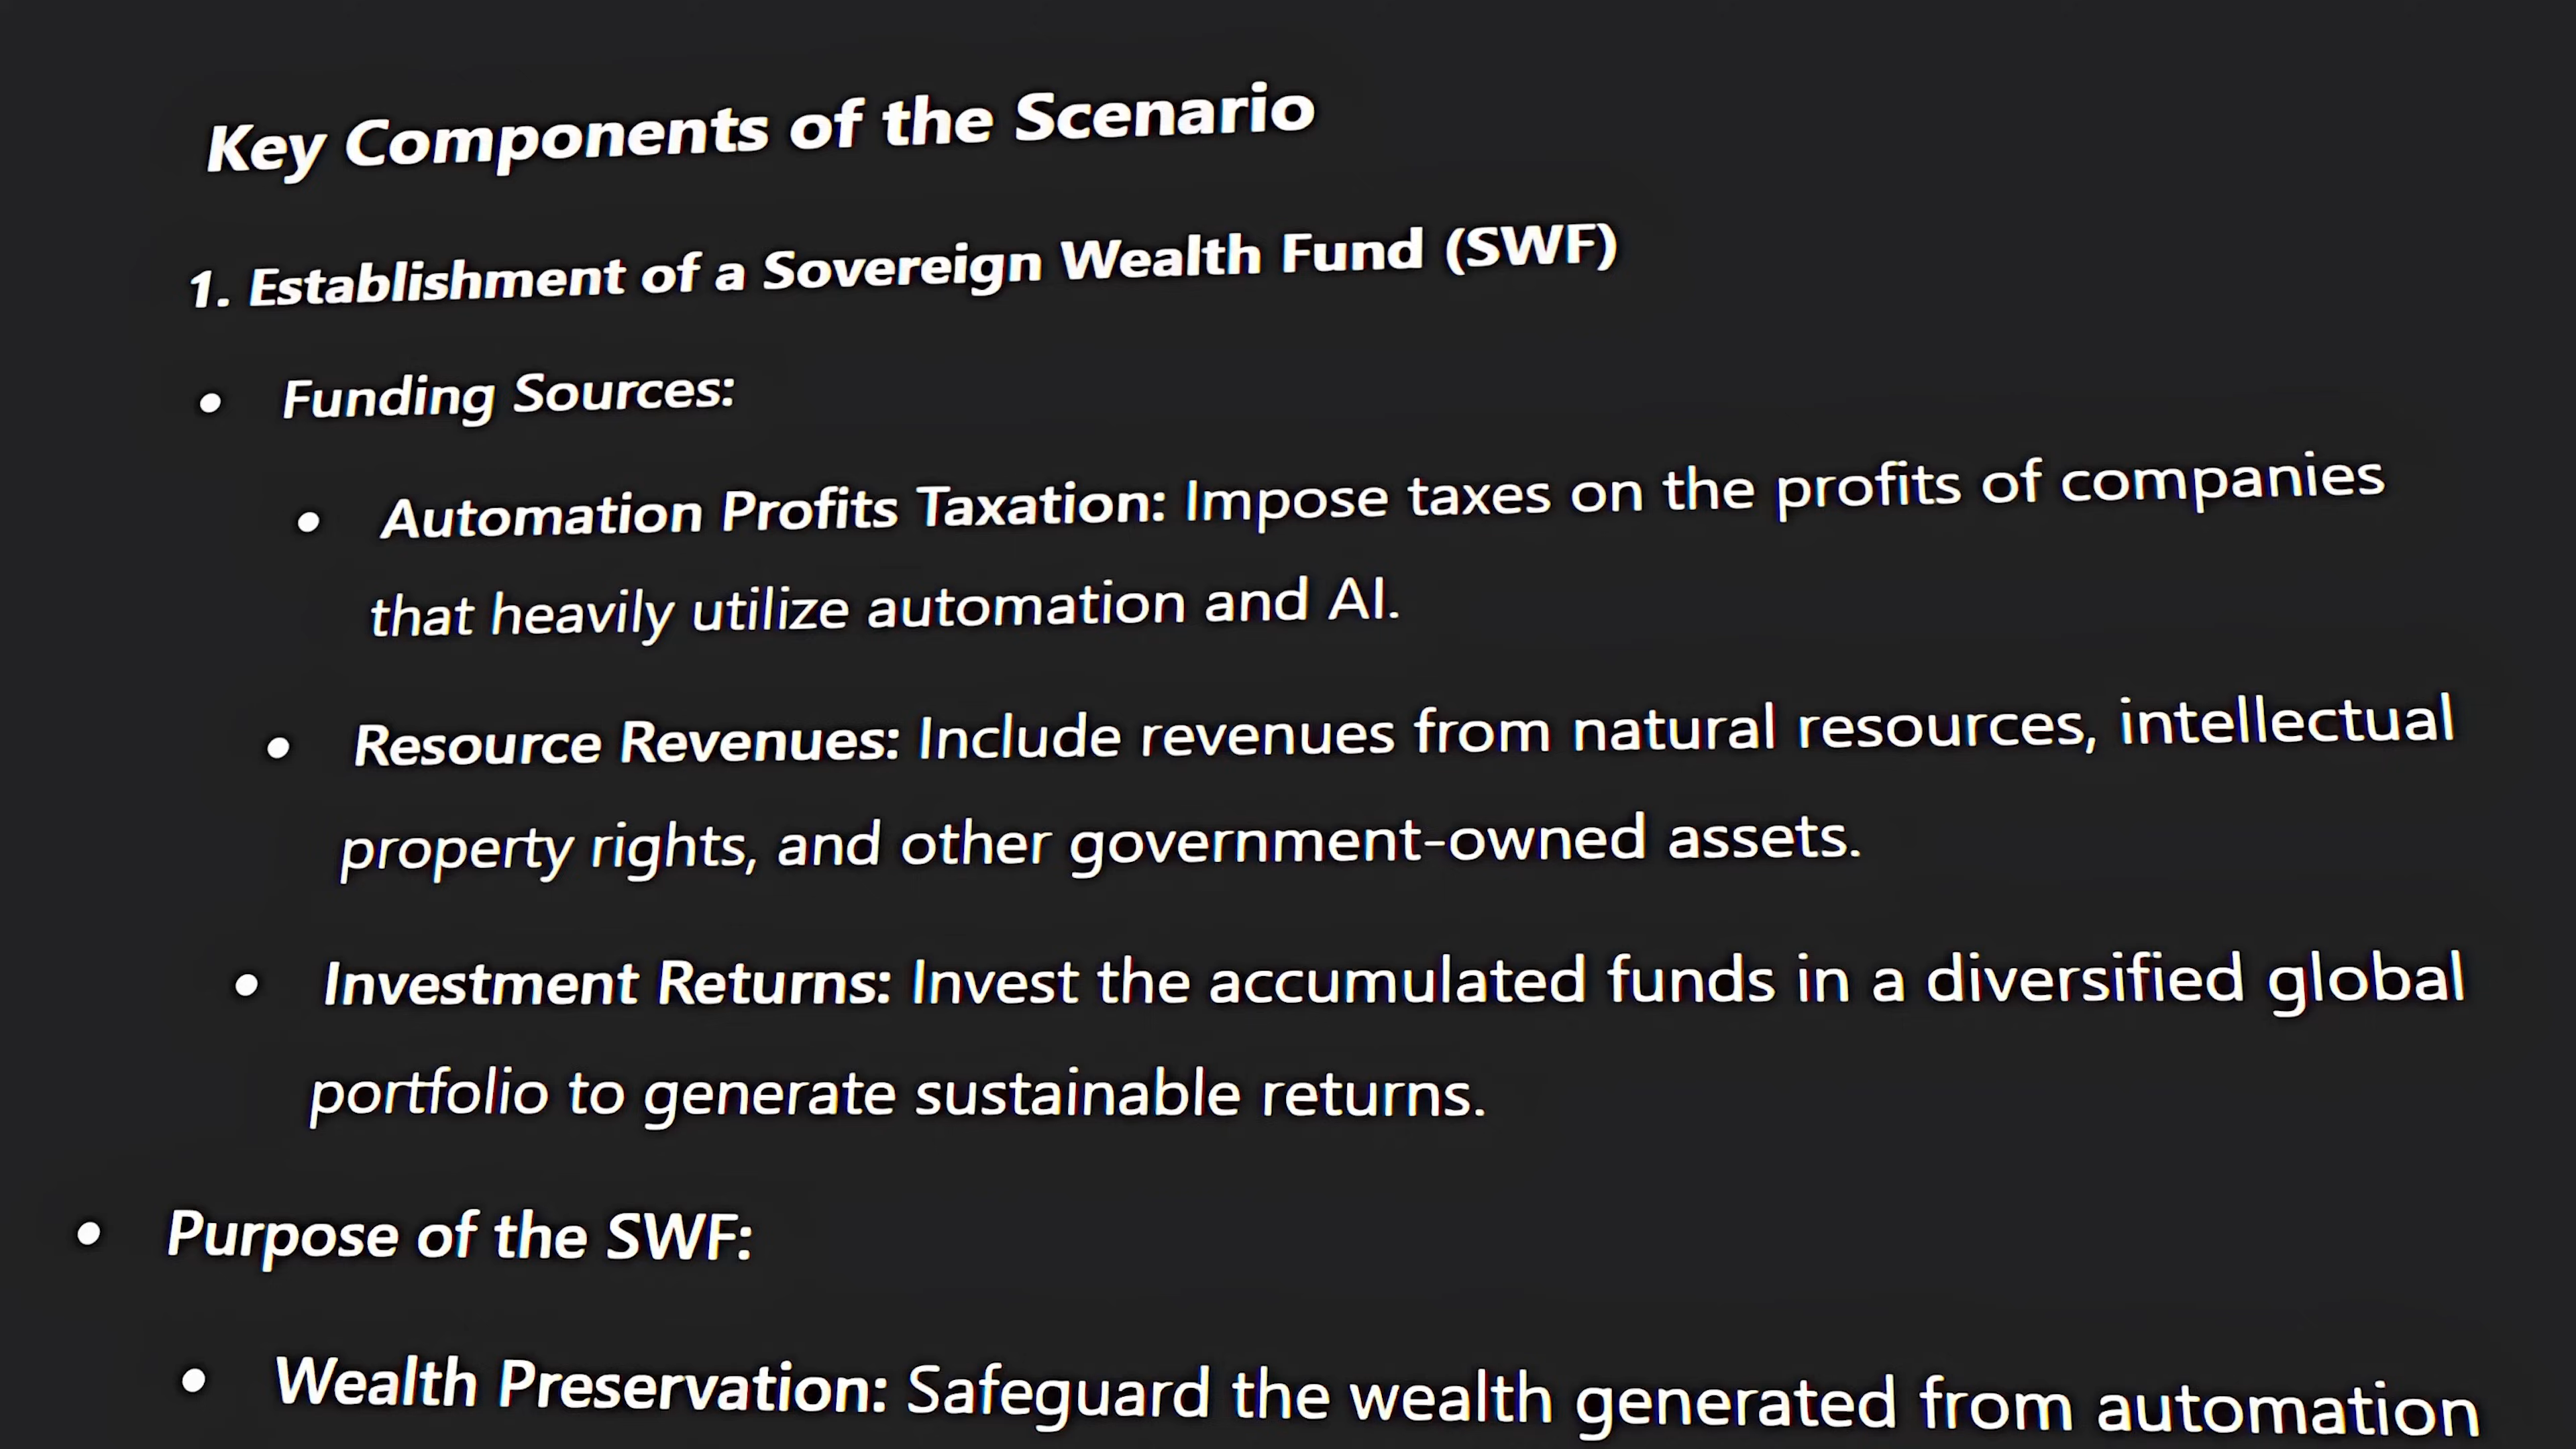 Key Components of the Scenario
1. Establishment of a Sovereign Wealth Fund (SWF)
• Funding Sources:
• Automation Profits Taxation: Impose taxes on the profits of companies
that heavily utilize automation and AI.
• Resource Revenues: Include revenues from natural resources, intellectual
property rights, and other government-owned assets.
• Investment Returns: Invest the accumulated funds in a diversified global
portfolio to generate sustainable returns.
• Purpose of the SWF:
• Wealth Preservation: Safeguard the wealth generated from automation